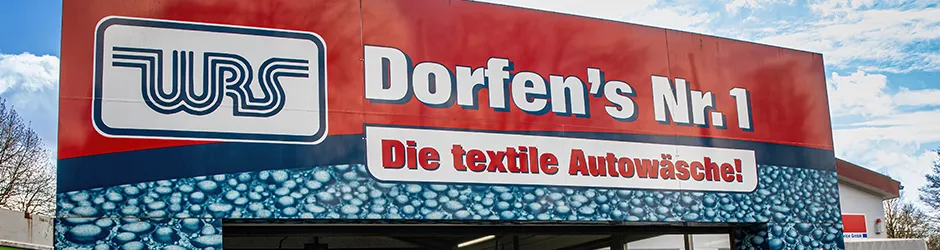 WRS
Dorfen's Nr. 1
Die textile Autowäsche!